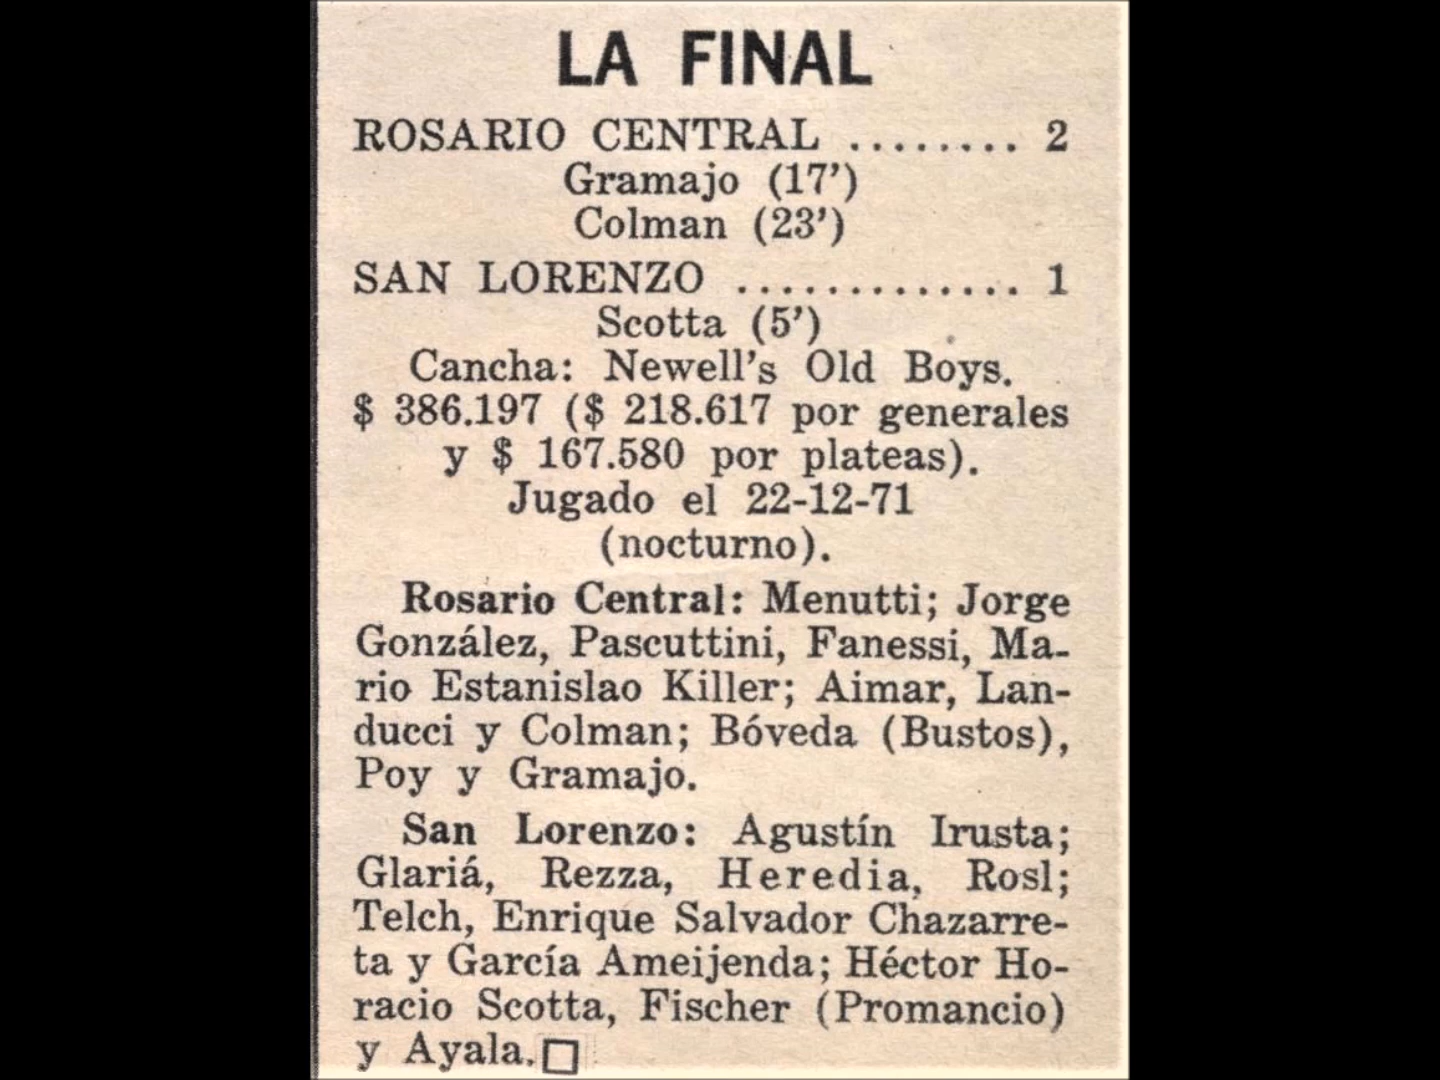 LA FINAL
ROSARIO CENTRAL ........ 2
Gramajo (17')
Colman (23')
SAN LORENZO ............. 1
Scotta (5')
Cancha: Newell's Old Boys.
$ 386.197 ($ 218.617 por generales
y $ 167.580 por plateas).
Jugado el 22-12-71
(nocturno).
Rosario Central: Menutti; Jorge
González, Pascuttini, Fanessi, Ma-
rio Estanislao Killer; Aimar, Lan-
ducci y Colman; Bóveda (Bustos),
Poy y Gramajo.
San Lorenzo: Agustín Irusta;
Glariá, Rezza, Heredia, Rosl;
Telch, Enrique Salvador Chazarre-
ta y García Ameijenda; Héctor Ho-
racio Scotta, Fischer (Promancio)
y Ayala.